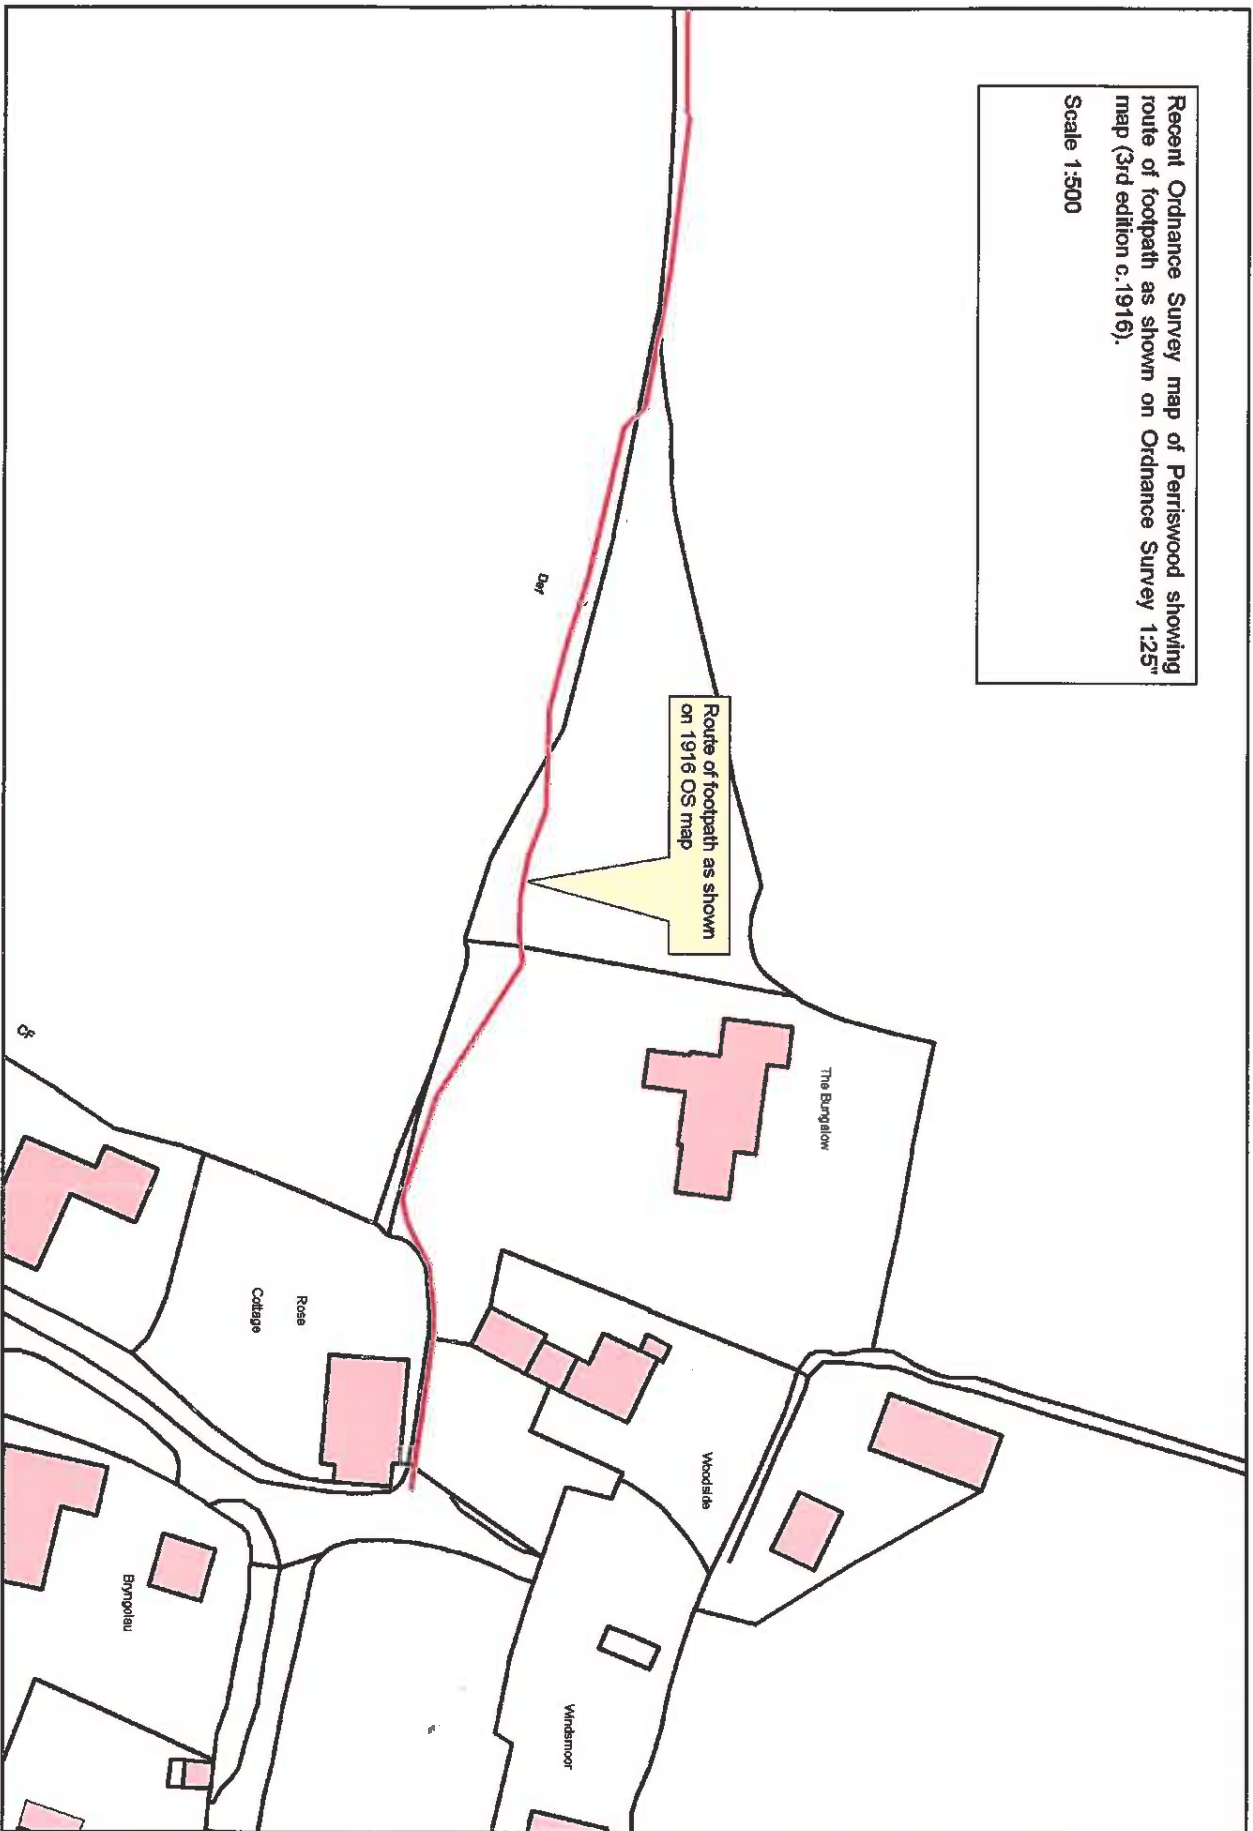 Recent Ordnance Survey map of Perriswood showing
route of footpath as shown on Ordnance Survey 1:25"
map (3rd edition c.1916).
Scale 1:500
Route of footpath as shown
on 1916 OS map
Def
The Bungalow
CF
Rose
Cottage
Woodside
Bryngolau
Windsmoor